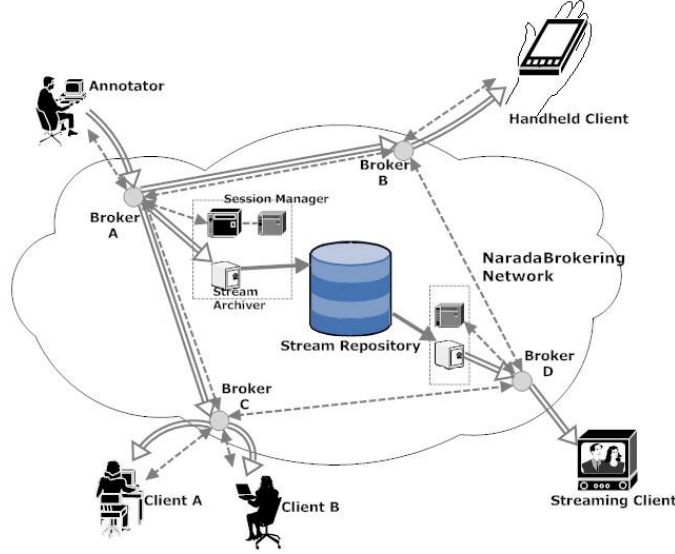 Annotator
Handheld Client
Broker
B
Broker
A
Session Manager
NaradaBrokering
Network
Stream
Archiver
Stream Repository
Broker
D
Broker
C
Client A
Client B
Streaming Client